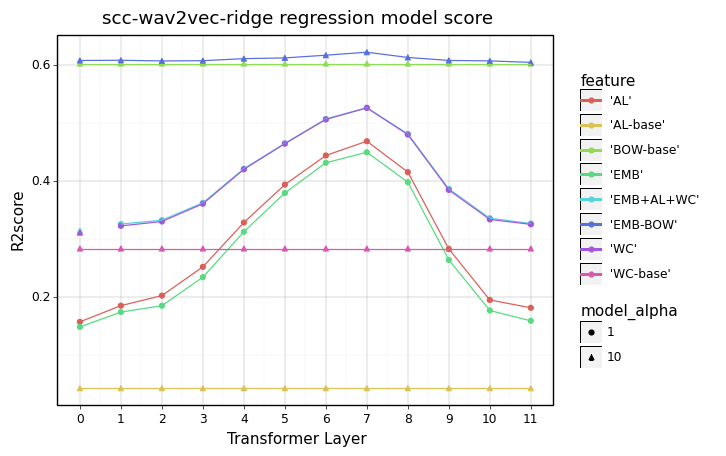 scc-wav2vec-ridge regression model score
R2score
0.6
0.4
0.2
0 1 2 3 4 5 6 7 8 9 10 11
Transformer Layer
feature
'AL'
'AL-base'
'BOW-base'
'EMB'
'EMB+AL+WC'
'EMB-BOW'
'WC'
'WC-base'
model_alpha
1
10